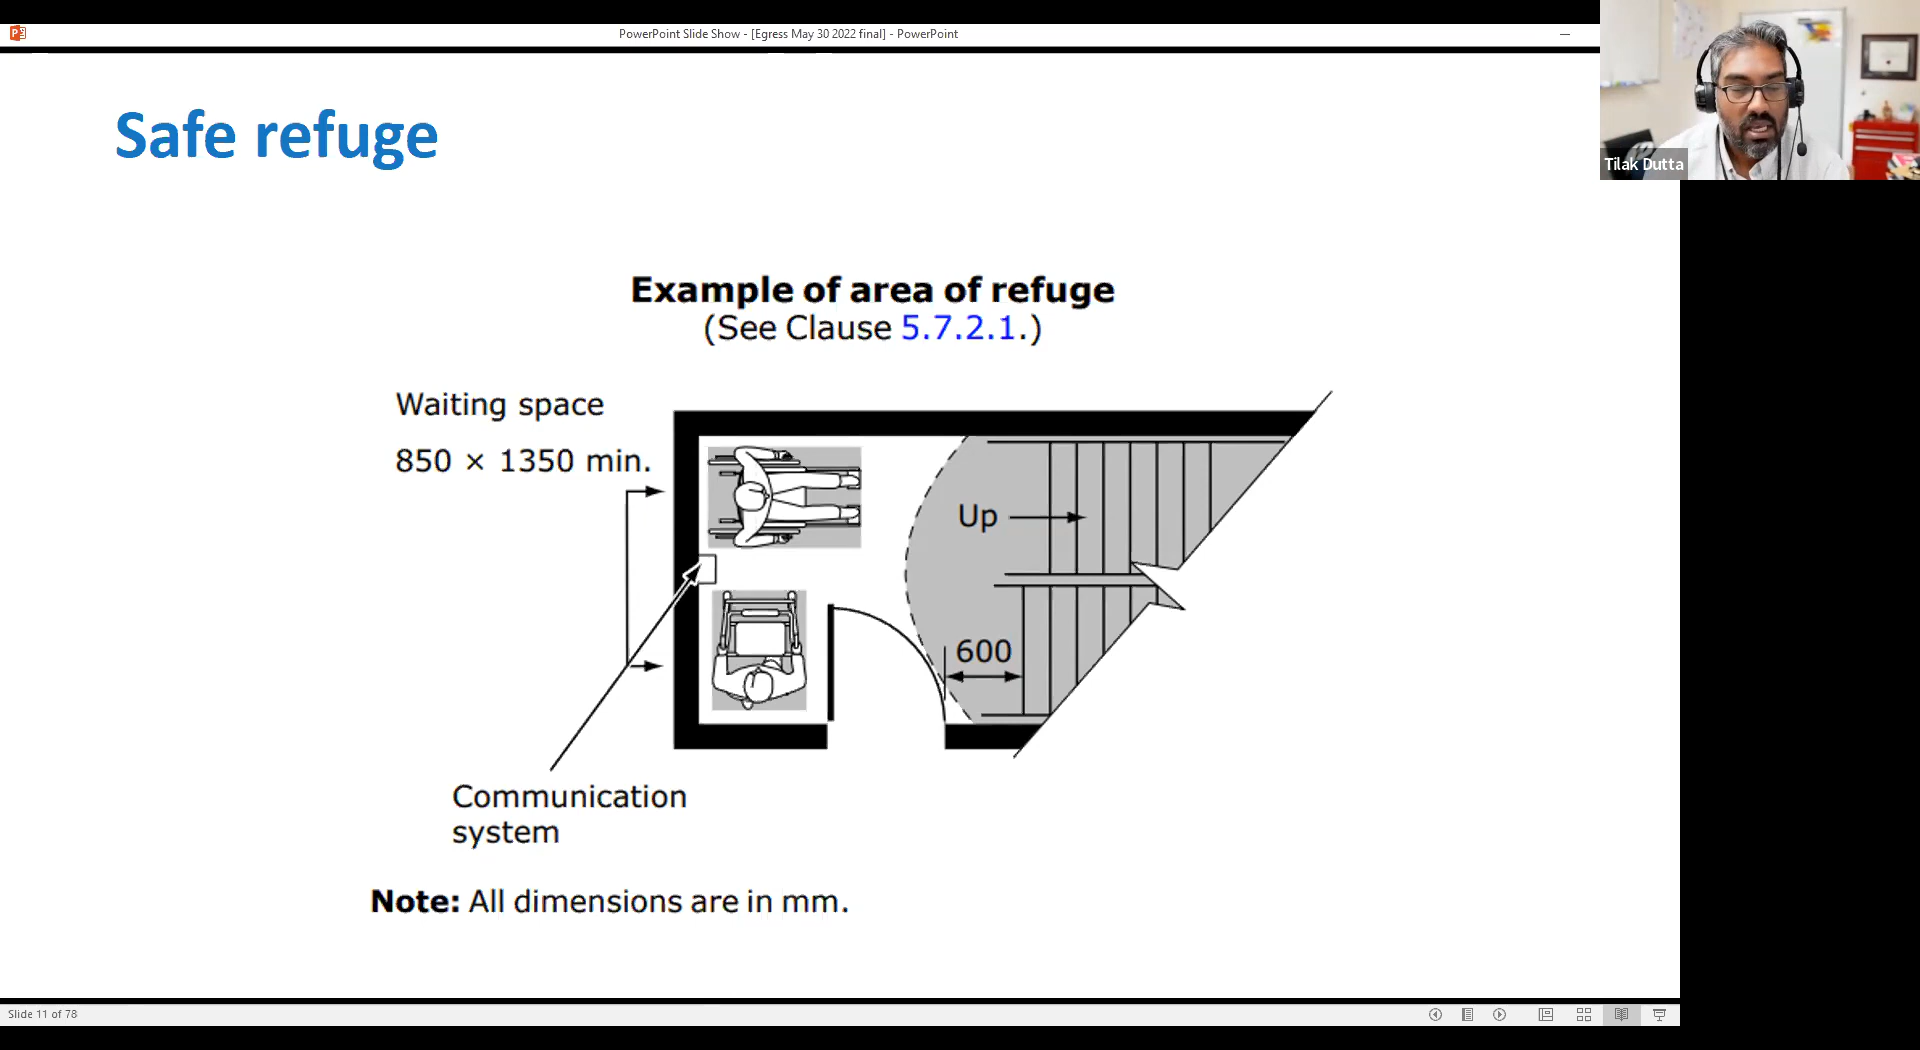 PowerPoint Slide Show - [Egress May 30 2022 final] - PowerPoint
Tilak Dutta
Safe refuge
Example of area of refuge
(See Clause 5.7.2.1.)
Waiting space
850 × 1350 min.
Up
600
Communication
system
Note: All dimensions are in mm.
Slide 11 of 78